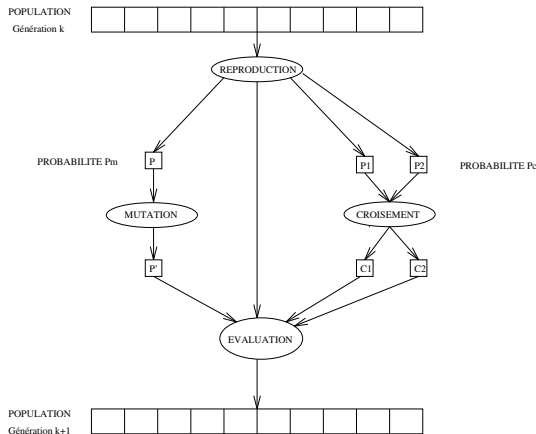 POPULATION
Génération k
REPRODUCTION
PROBABILITE Pm
P
P1
P2
PROBABILITE Pc
MUTATION
CROISEMENT
P'
C1
C2
EVALUATION
POPULATION
Génération k+1